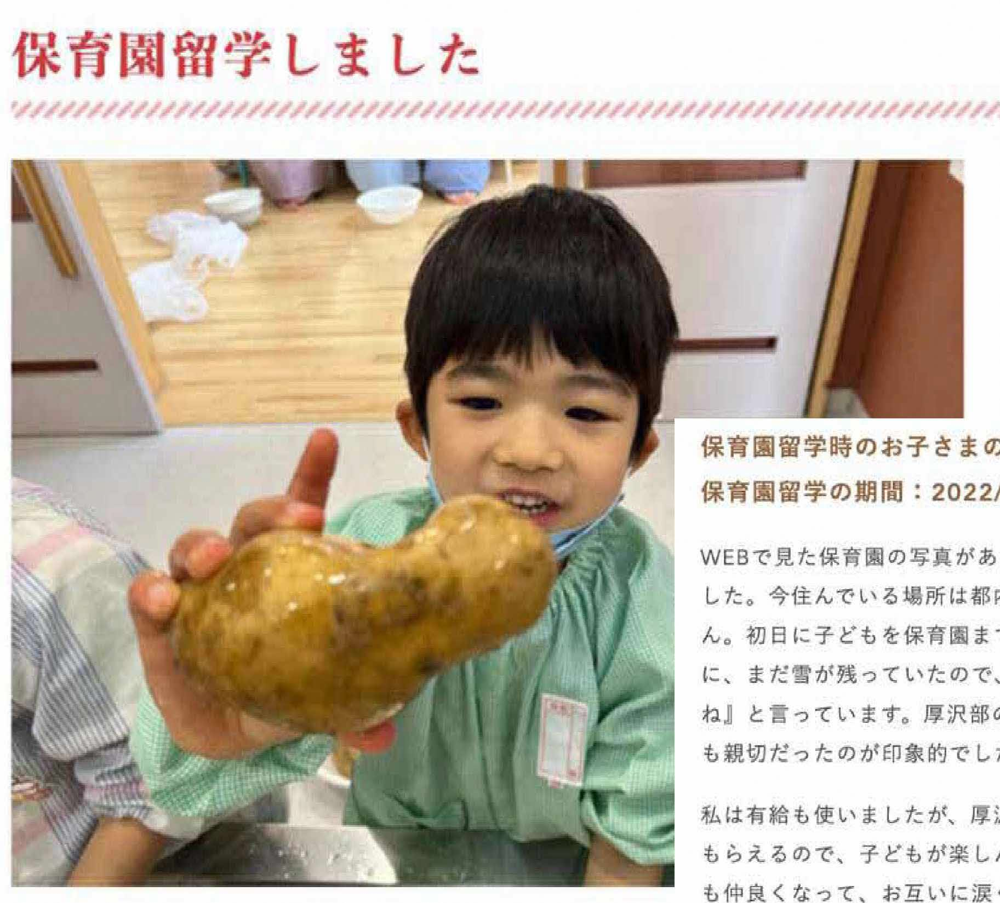 保育園留学しました
保育園留学時のお子さまの
保育園留学の期間：2022/
WEBで見た保育園の写真があ
した。今住んでいる場所は都内
ん。初日に子どもを保育園まで
に、まだ雪が残っていたので、
ね』と言っています。厚沢部の
も親切だったのが印象的でした
私は有給も使いましたが、厚沢
もらえるので、子どもが楽しん
も仲良くなって、お互いに涙